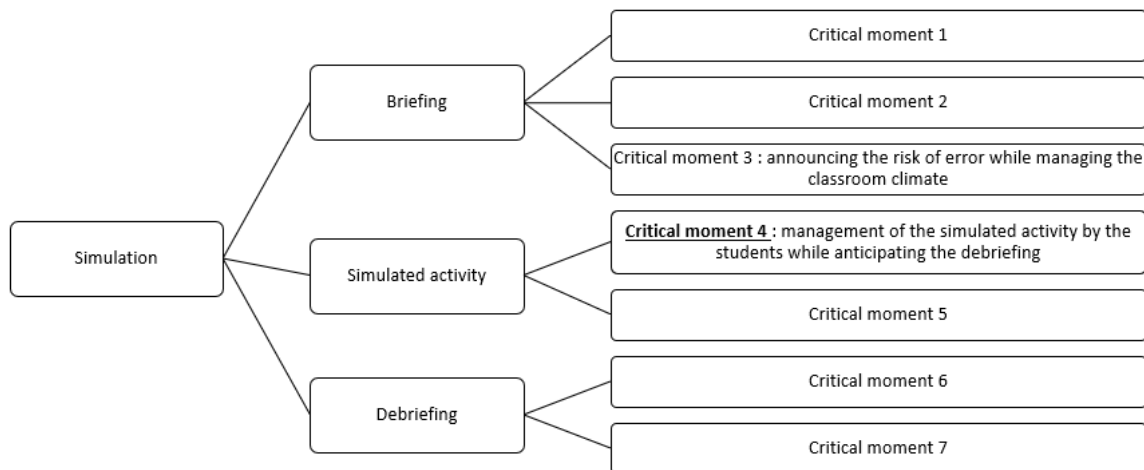 Simulation
Briefing
Critical moment 1
Critical moment 2
Critical moment 3 : announcing the risk of error while managing the
classroom climate
Simulated activity
Critical moment 4 : management of the simulated activity by the
students while anticipating the debriefing
Critical moment 5
Debriefing
Critical moment 6
Critical moment 7